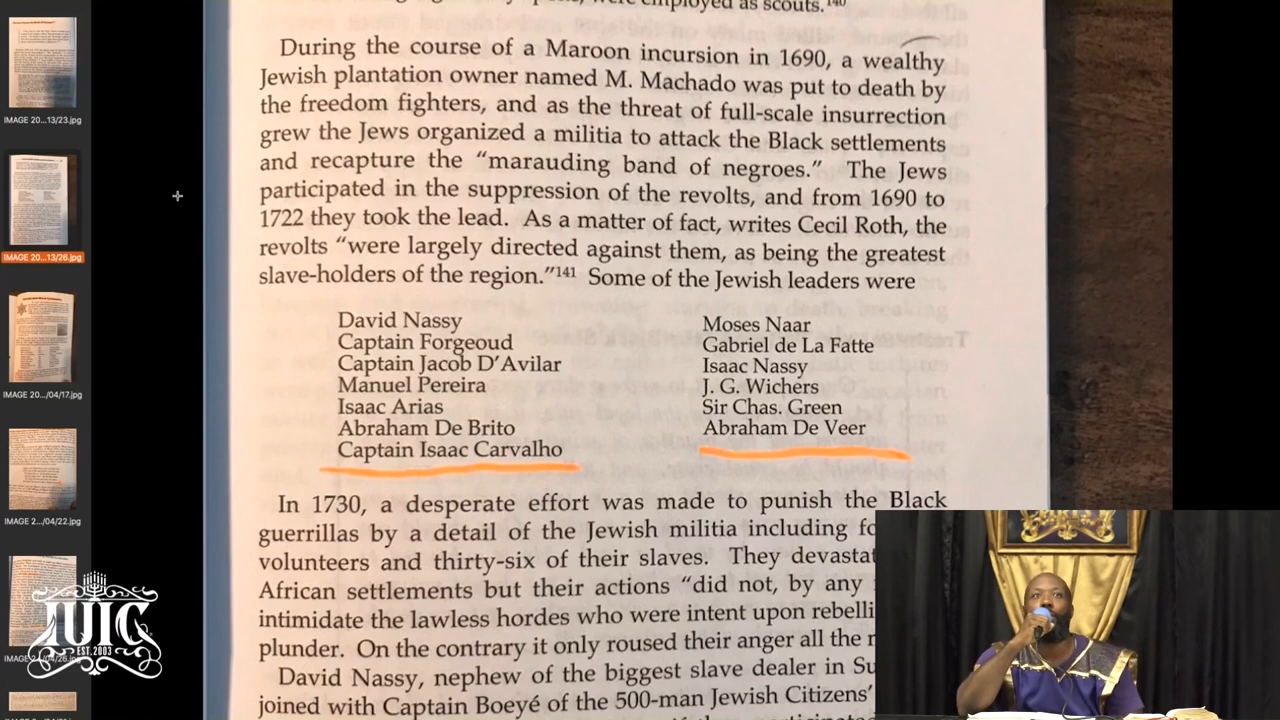 were employed as scouts.140
During the course of a Maroon incursion in 1690, a wealthy
Jewish plantation owner named M. Machado was put to death by
the freedom fighters, and as the threat of full-scale insurrection
grew the Jews organized a militia to attack the Black settlements
and recapture the “marauding band of negroes.” The Jews
participated in the suppression of the revolts, and from 1690 to
1722 they took the lead. As a matter of fact, writes Cecil Roth, the
revolts “were largely directed against them, as being the greatest
slave-holders of the region.”141 Some of the Jewish leaders were
David Nassy
Captain Forgeoud
Captain Jacob D’Avilar
Manuel Pereira
Isaac Arias
Abraham De Brito
Captain Isaac Carvalho
Moses Naar
Gabriel de La Fatte
Isaac Nassy
J. G. Wichers
Sir Chas. Green
Abraham De Veer
In 1730, a desperate effort was made to punish the Black
guerrillas by a detail of the Jewish militia including
volunteers and thirty-six of their slaves. They
African settlements but their actions “did not, by any
intimidate the lawless hordes who were intent upon
plunder. On the contrary it only roused their anger all the
David Nassy, nephew of the biggest slave dealer in
joined with Captain Boeyé of the 500-man Jewish Citizens’
IMAGE 20...13/23.jpg
IMAGE 20...13/26.jpg
IMAGE 20.../04/17.jpg
IMAGE 2.../04/22.jpg
IUIC
EST. 2003